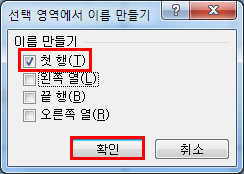 선택 영역에서 이름 만들기
이름 만들기
첫 행(T)
왼쪽 열(L)
끝 행(B)
오른쪽 열(R)
확인 취소